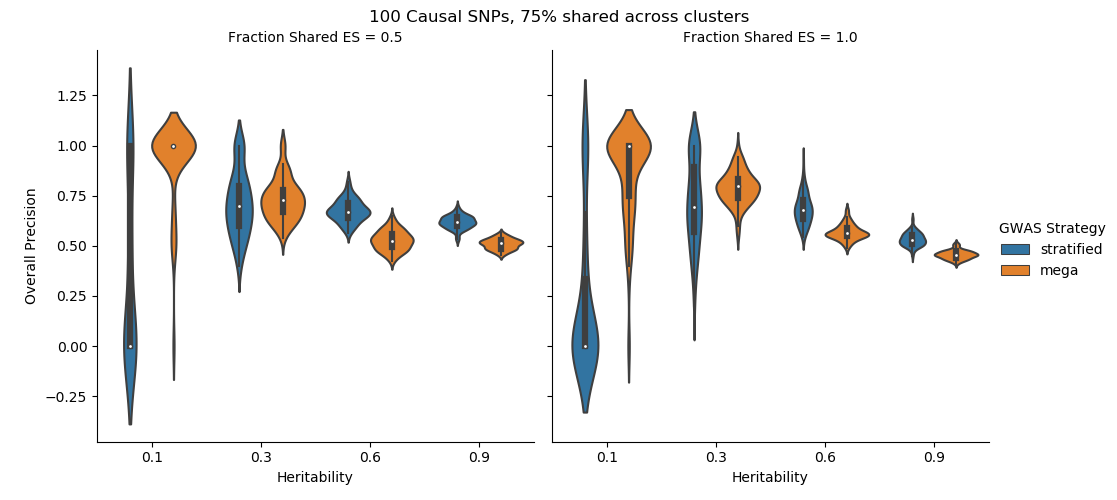 100 Causal SNPs, 75% shared across clusters
Fraction Shared ES = 0.5
Fraction Shared ES = 1.0
Overall Precision
1.25
1.00
0.75
0.50
0.25
0.00
−0.25
0.1 0.3 0.6 0.9
Heritability
0.1 0.3 0.6 0.9
Heritability
GWAS Strategy
stratified
mega